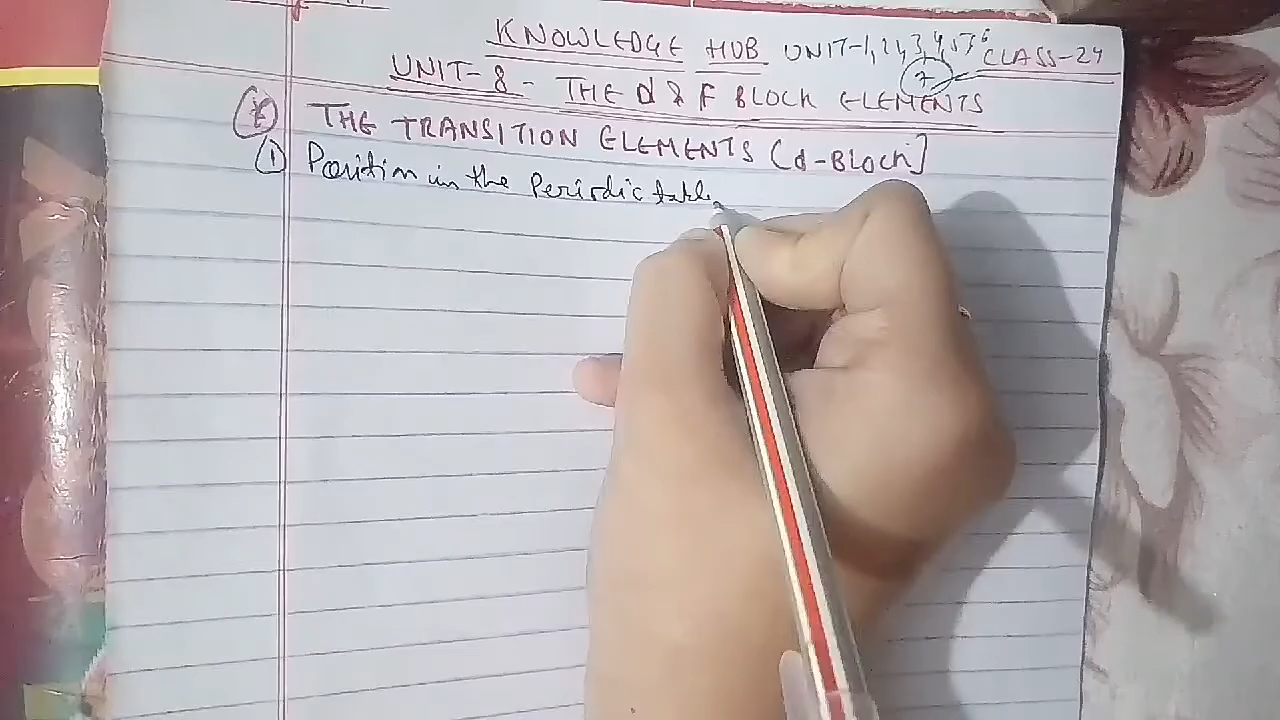 KNOWLEDGE HUB UNIT-1, 2, 3, 4, 5, 6 CLASS-24
7
UNIT-8 - THE d & F BLOCK ELEMENTS
THE TRANSITION ELEMENTS (d-BLOCK]
① Position in the Periodic table